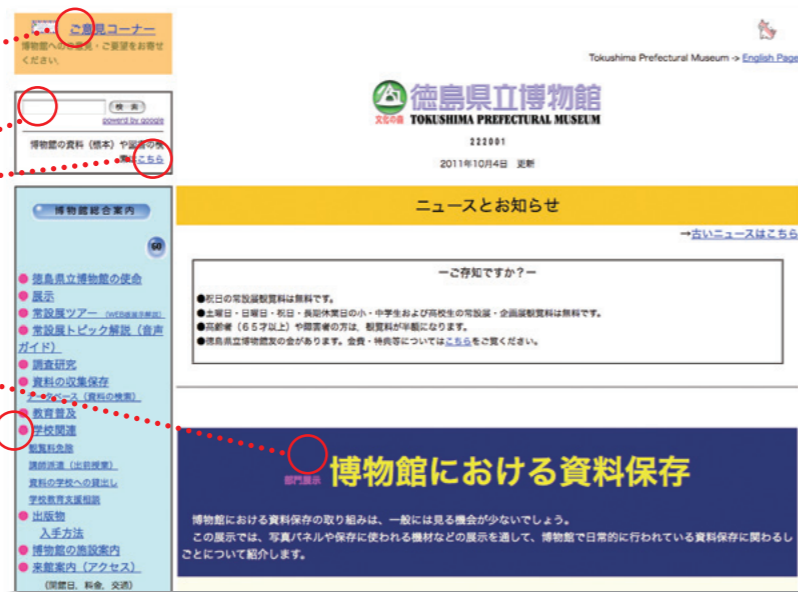 ご意見コーナー
博物館へのご意見・ご要望をお寄せ
ください。
検 索
powerd by google
博物館の資料（標本）や図書の検
索はこちら
博物館総合案内
60
徳島県立博物館の使命
展示
常設展ツアー
常設展トピック解説（音声
ガイド）
調査研究
資料の収集保存
データベース（資料の検索）
教育普及
学校関連
観覧料免除
講師派遣（出前授業）
資料の学校への貸出し
学校教育支援相談
出版物
入手方法
博物館の施設案内
来館案内（アクセス）
（開館日、料金、交通）
Tokushima Prefectural Museum -> English Page
文化の森
徳島県立博物館
TOKUSHIMA PREFECTURAL MUSEUM
222001
2011年10月4日 更新
ニュースとお知らせ
→古いニュースはこちら
ーご存知ですか？ー
●祝日の常設展観覧料は無料です。
●土曜日・日曜日・祝日・長期休業日の小・中学生および高校生の常設展・企画展観覧料は無料です。
●高齢者（６５才以上）や障害者の方は、観覧料が半額になります。
●徳島県立博物館友の会があります。会費・特典等についてはこちらをご覧ください。
部門展示 博物館における資料保存
博物館における資料保存の取り組みは、一般には見る機会が少ないでしょう。
この展示では、写真パネルや保存に使われる機材などの展示を通して、博物館で日常的に行われている資料保存に関わるし
ごとについて紹介します。